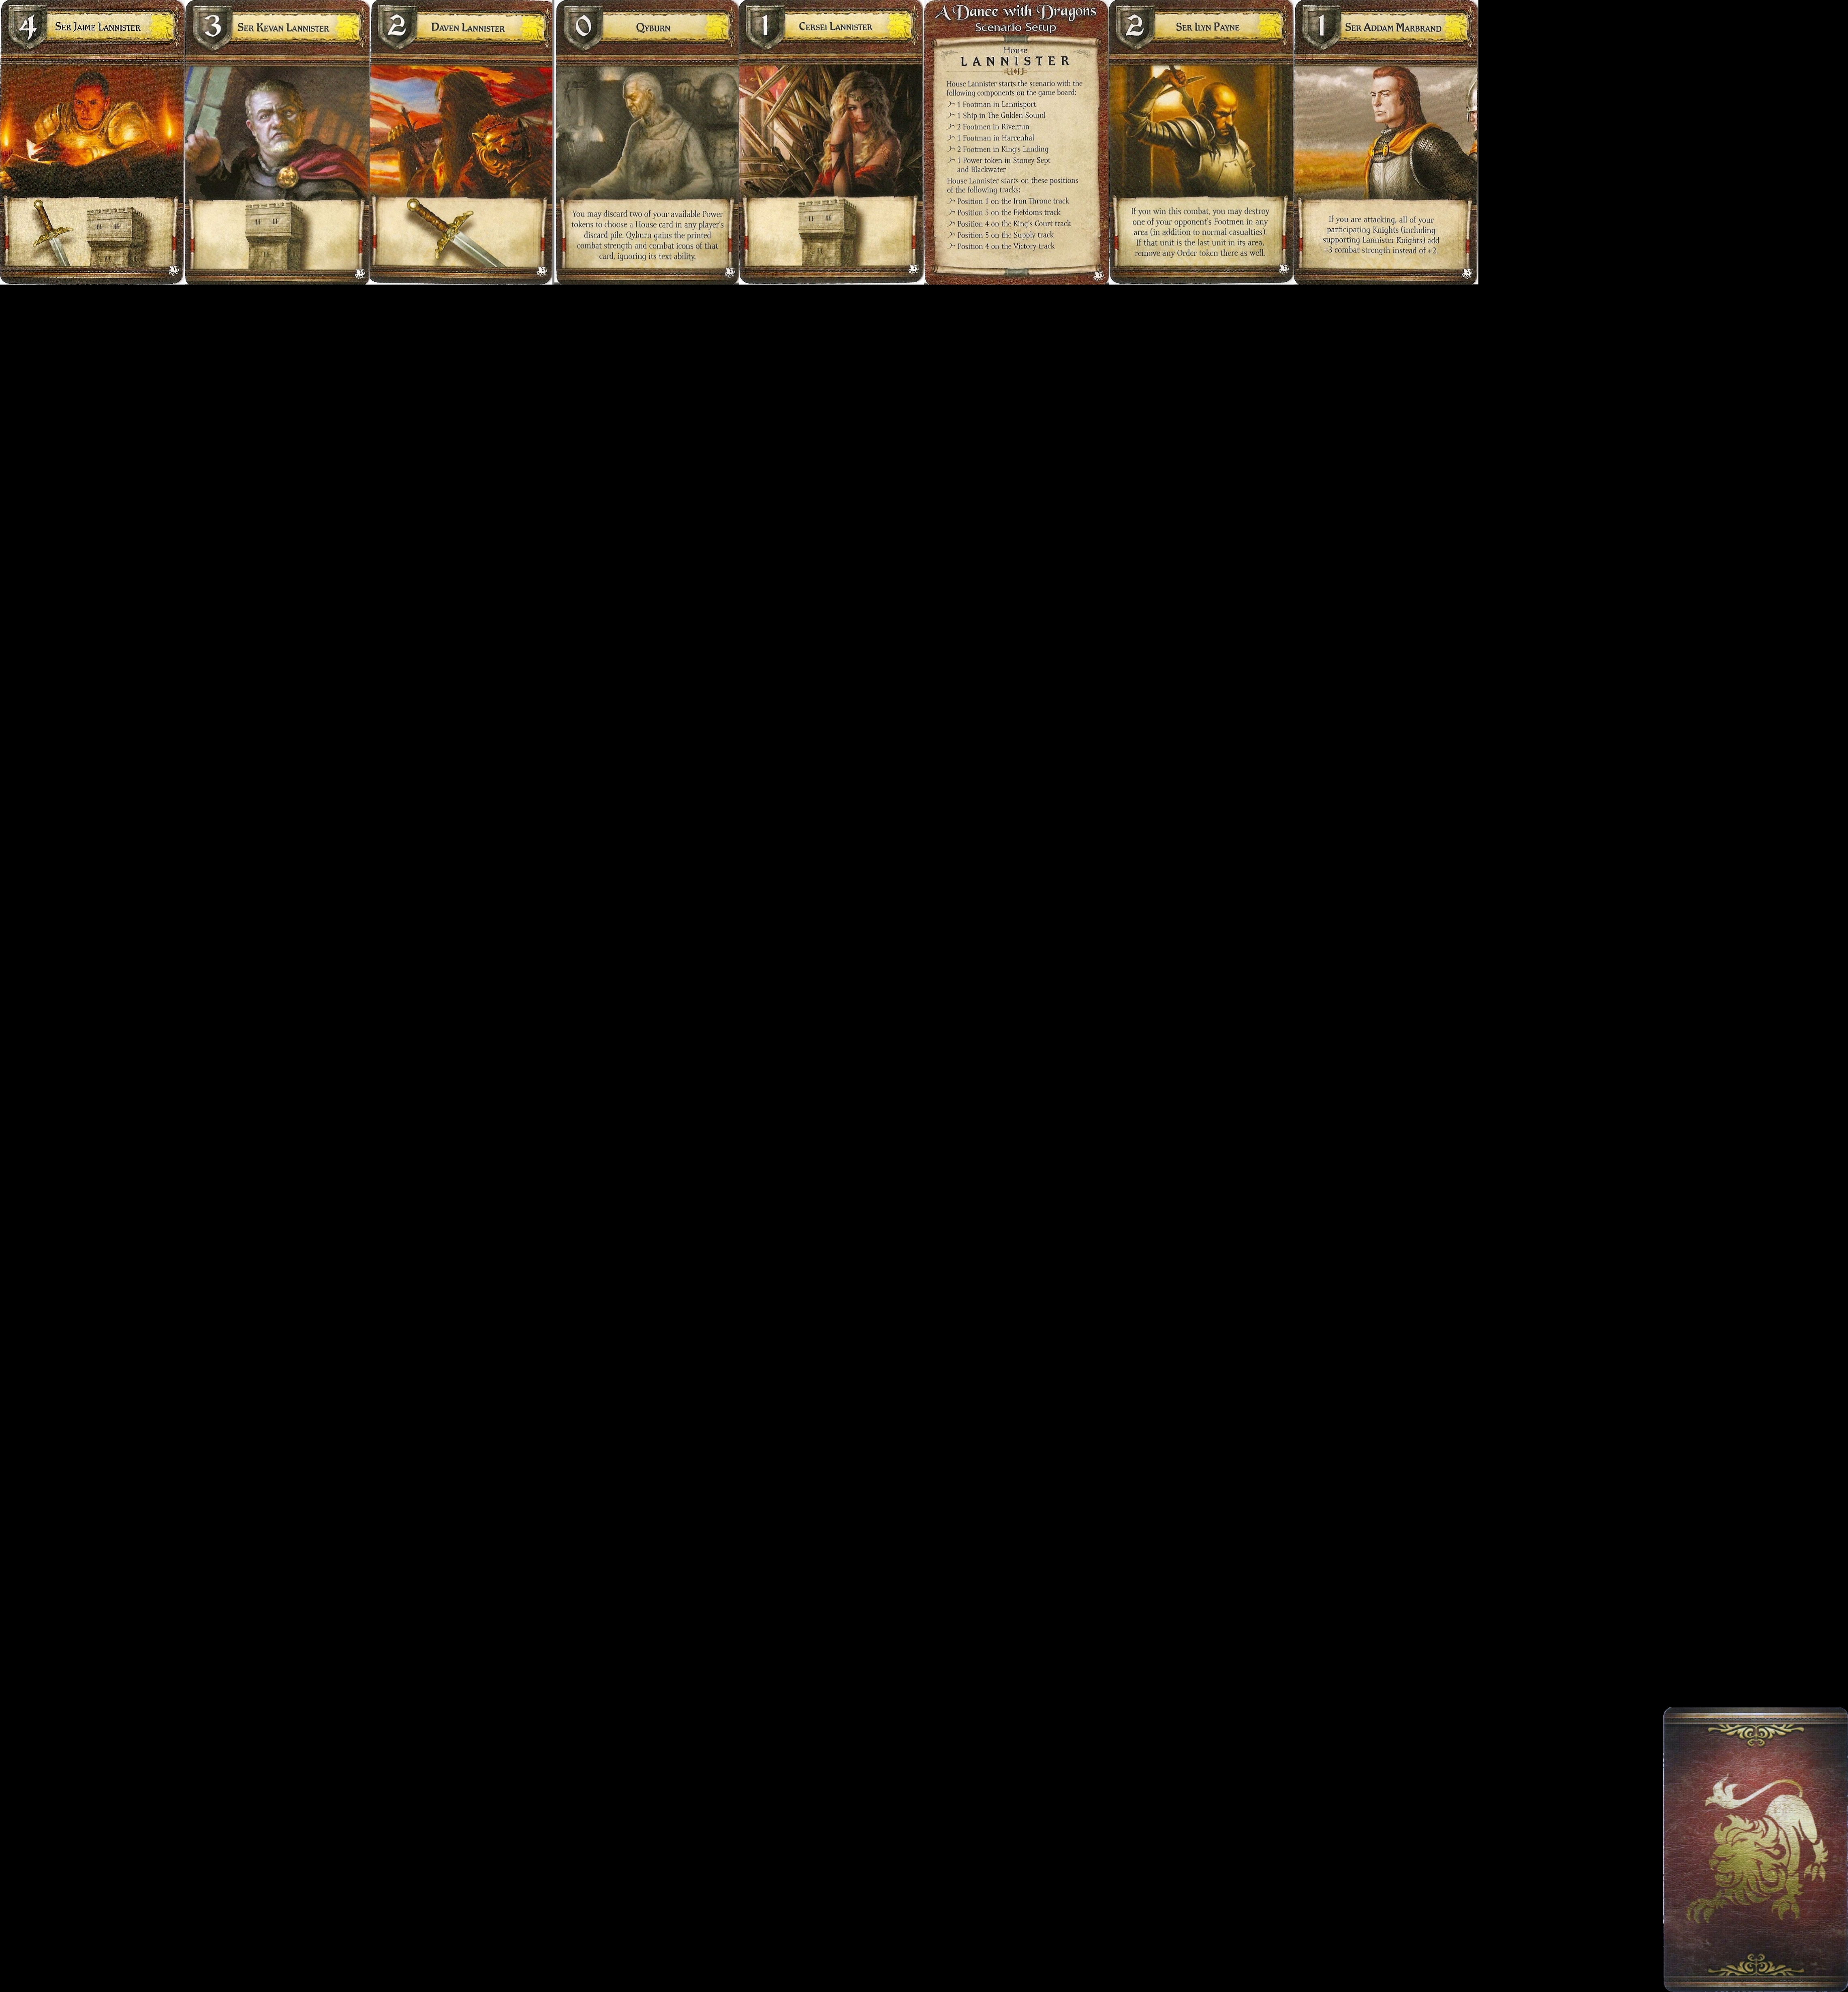 4
SER JAIME LANNISTER
3
SER KEVAN LANNISTER
2
DAVEN LANNISTER
0
QYBURN
You may discard two of your available Power
tokens to choose a House card in any player's
discard pile. Qyburn gains the printed
combat strength and combat icons of that
card, ignoring its text ability.
1
CERSEI LANNISTER
A Dance with Dragons
Scenario Setup
House
LANNISTER
House Lannister starts the scenario with the
following components on the game board:
1 Footman in Lannisport
1 Ship in The Golden Sound
2 Footmen in Riverrun
1 Footman in Harrenhal
2 Footmen in King's Landing
1 Power token in Stoney Sept
and Blackwater
House Lannister starts on these positions
of the following tracks:
Position 1 on the Iron Throne track
Position 5 on the Fiefdoms track
Position 4 on the King's Court track
Position 5 on the Supply track
Position 4 on the Victory track
2
SER ILYN PAYNE
If you win this combat, you may destroy
one of your opponent's Footmen in any
area (in addition to normal casualties).
If that unit is the last unit in its area,
remove any Order token there as well.
1
SER ADDAM MARBRAND
If you are attacking, all of your
participating Knights (including
supporting Lannister Knights) add
+3 combat strength instead of +2.